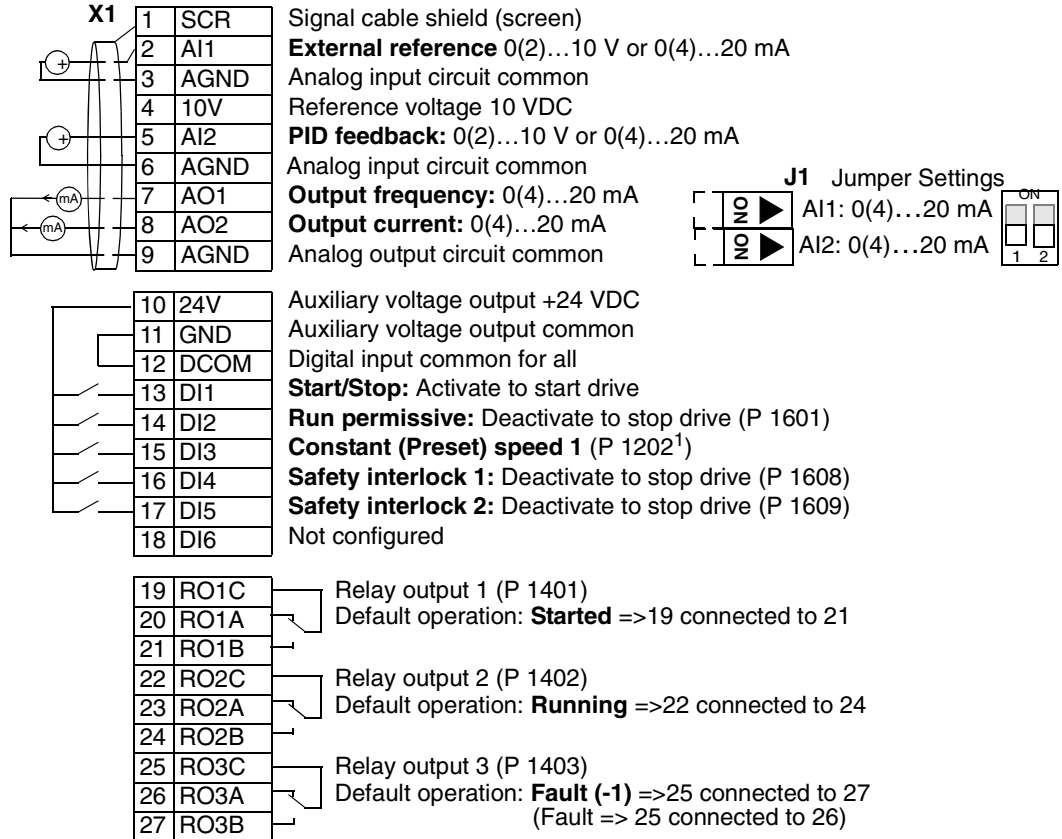 X1
1 SCR Signal cable shield (screen)
2 AI1 External reference 0(2)…10 V or 0(4)…20 mA
3 AGND Analog input circuit common
4 10V Reference voltage 10 VDC
5 AI2 PID feedback: 0(2)…10 V or 0(4)…20 mA
6 AGND Analog input circuit common
7 AO1 Output frequency: 0(4)…20 mA
8 AO2 Output current: 0(4)…20 mA
9 AGND Analog output circuit common
+
+
mA
mA
J1 Jumper Settings
ON AI1: 0(4)…20 mA
ON AI2: 0(4)…20 mA
ON
1 2
10 24V Auxiliary voltage output +24 VDC
11 GND Auxiliary voltage output common
12 DCOM Digital input common for all
13 DI1 Start/Stop: Activate to start drive
14 DI2 Run permissive: Deactivate to stop drive (P 1601)
15 DI3 Constant (Preset) speed 1 (P 1202¹)
16 DI4 Safety interlock 1: Deactivate to stop drive (P 1608)
17 DI5 Safety interlock 2: Deactivate to stop drive (P 1609)
18 DI6 Not configured
19 RO1C Relay output 1 (P 1401)
20 RO1A Default operation: Started =>19 connected to 21
21 RO1B
22 RO2C Relay output 2 (P 1402)
23 RO2A Default operation: Running =>22 connected to 24
24 RO2B
25 RO3C Relay output 3 (P 1403)
26 RO3A Default operation: Fault (-1) =>25 connected to 27
27 RO3B (Fault => 25 connected to 26)